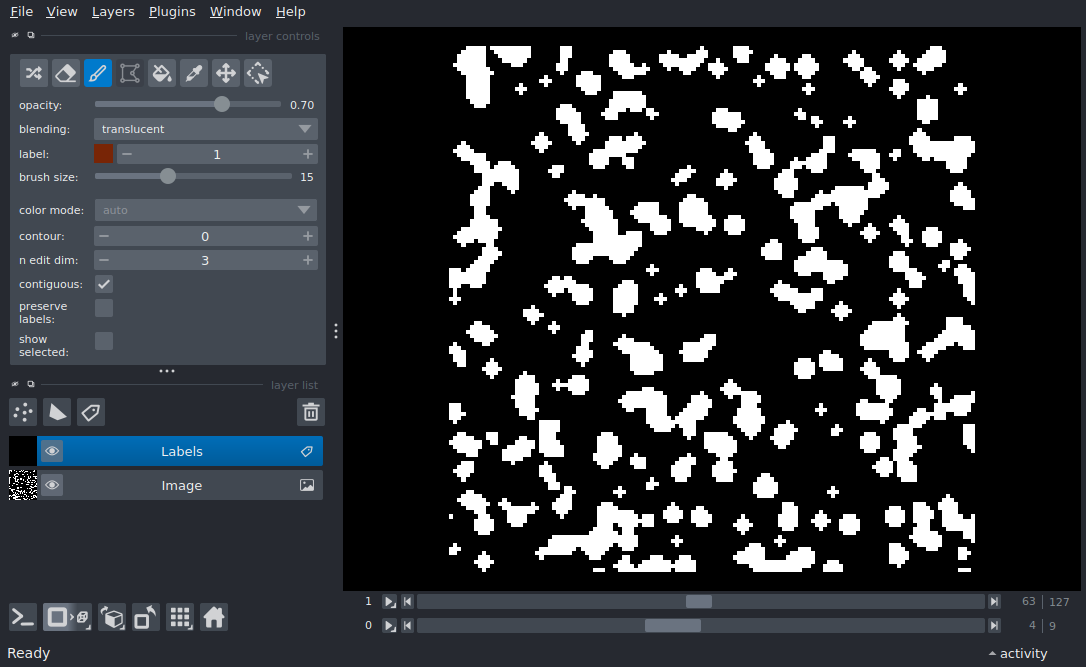 File View Layers Plugins Window Help
layer controls
opacity: 0.70
blending: translucent
label: 1
brush size: 15
color mode: auto
contour: 0
n edit dim: 3
contiguous:
preserve
labels:
show
selected:
layer list
Labels
Image
1 63 | 127
0 4 | 9
Ready activity